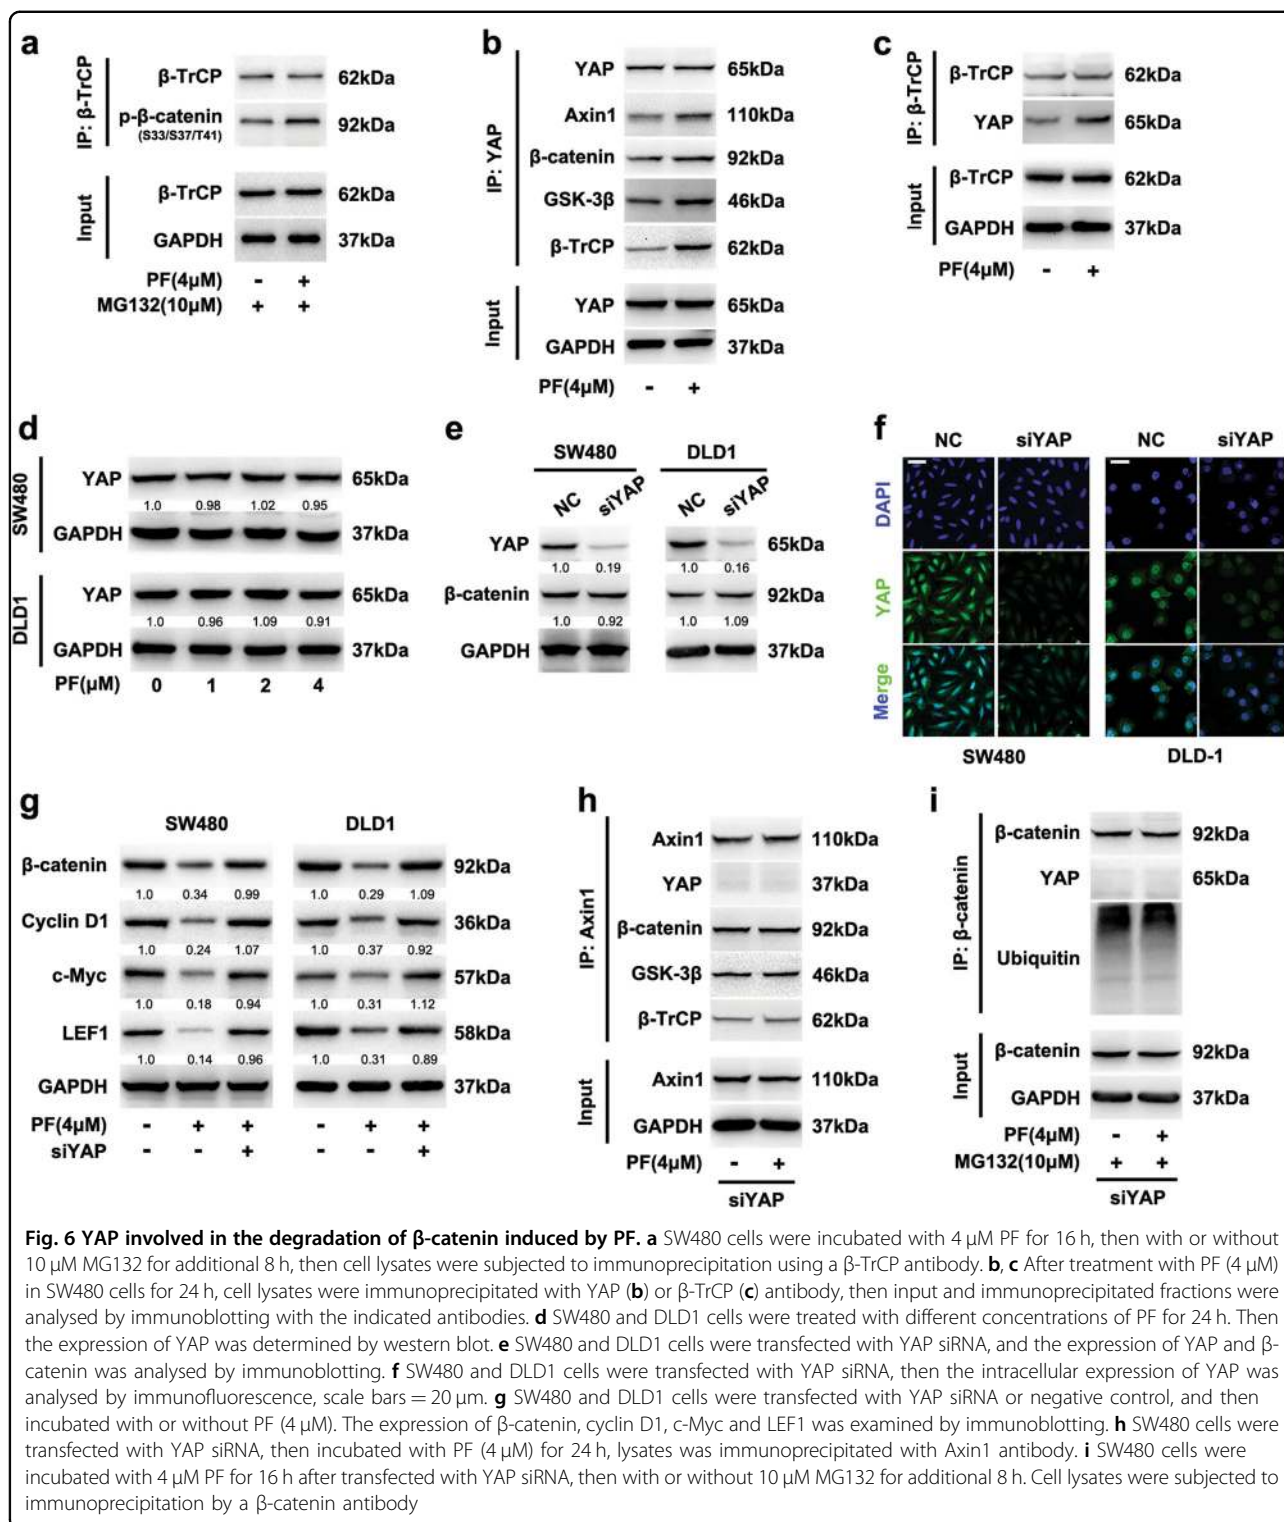 a
IP: β-TrCP
β-TrCP 62kDa
p-β-catenin 92kDa
(S33/S37/T41)
Input
β-TrCP 62kDa
GAPDH 37kDa
PF(4μM) - +
MG132(10μM) + +
b
IP: YAP
YAP 65kDa
Axin1 110kDa
β-catenin 92kDa
GSK-3β 46kDa
β-TrCP 62kDa
Input
YAP 65kDa
GAPDH 37kDa
PF(4μM) - +
c
IP: β-TrCP
β-TrCP 62kDa
YAP 65kDa
Input
β-TrCP 62kDa
GAPDH 37kDa
PF(4μM) - +
d
SW480
YAP 65kDa
1.0 0.98 1.02 0.95
GAPDH 37kDa
DLD1
YAP 65kDa
1.0 0.96 1.09 0.91
GAPDH 37kDa
PF(μM) 0 1 2 4
e
SW480 DLD1
NC siYAP NC siYAP
YAP 65kDa
1.0 0.19 1.0 0.16
β-catenin 92kDa
1.0 0.92 1.0 1.09
GAPDH 37kDa
f
NC siYAP NC siYAP
DAPI
YAP
Merge
SW480 DLD-1
g
SW480 DLD1
β-catenin 92kDa
1.0 0.34 0.99 1.0 0.29 1.09
Cyclin D1 36kDa
1.0 0.24 1.07 1.0 0.37 0.92
c-Myc 57kDa
1.0 0.18 0.94 1.0 0.31 1.12
LEF1 58kDa
1.0 0.14 0.96 1.0 0.31 0.89
GAPDH 37kDa
PF(4μM) - + + - + +
siYAP - - + - - +
h
IP: Axin1
Axin1 110kDa
YAP 37kDa
β-catenin 92kDa
GSK-3β 46kDa
β-TrCP 62kDa
Input
Axin1 110kDa
GAPDH 37kDa
PF(4μM) - +
siYAP
i
IP: β-catenin
β-catenin 92kDa
YAP 65kDa
Ubiquitin
Input
β-catenin 92kDa
GAPDH 37kDa
PF(4μM) - +
MG132(10μM) + +
siYAP
Fig. 6 YAP involved in the degradation of β-catenin induced by PF. a SW480 cells were incubated with 4 μM PF for 16 h, then with or without
10 μM MG132 for additional 8 h, then cell lysates were subjected to immunoprecipitation using a β-TrCP antibody. b, c After treatment with PF (4 μM)
in SW480 cells for 24 h, cell lysates were immunoprecipitated with YAP (b) or β-TrCP (c) antibody, then input and immunoprecipitated fractions were
analysed by immunoblotting with the indicated antibodies. d SW480 and DLD1 cells were treated with different concentrations of PF for 24 h. Then
the expression of YAP was determined by western blot. e SW480 and DLD1 cells were transfected with YAP siRNA, and the expression of YAP and β-
catenin was analysed by immunoblotting. f SW480 and DLD1 cells were transfected with YAP siRNA, then the intracellular expression of YAP was
analysed by immunofluorescence, scale bars = 20 μm. g SW480 and DLD1 cells were transfected with YAP siRNA or negative control, and then
incubated with or without PF (4 μM). The expression of β-catenin, cyclin D1, c-Myc and LEF1 was examined by immunoblotting. h SW480 cells were
transfected with YAP siRNA, then incubated with PF (4 μM) for 24 h, lysates was immunoprecipitated with Axin1 antibody. i SW480 cells were
incubated with 4 μM PF for 16 h after transfected with YAP siRNA, then with or without 10 μM MG132 for additional 8 h. Cell lysates were subjected to
immunoprecipitation by a β-catenin antibody